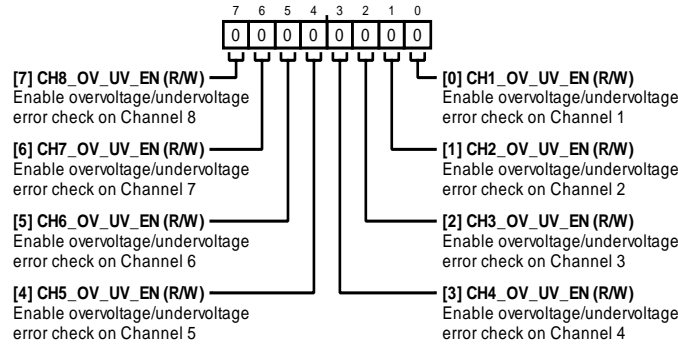 7 6 5 4 3 2 1 0
0 0 0 0 0 0 0 0
[7] CH8_OV_UV_EN (R/W)
Enable overvoltage/undervoltage
error check on Channel 8
[6] CH7_OV_UV_EN (R/W)
Enable overvoltage/undervoltage
error check on Channel 7
[5] CH6_OV_UV_EN (R/W)
Enable overvoltage/undervoltage
error check on Channel 6
[4] CH5_OV_UV_EN (R/W)
Enable overvoltage/undervoltage
error check on Channel 5
[0] CH1_OV_UV_EN (R/W)
Enable overvoltage/undervoltage
error check on Channel 1
[1] CH2_OV_UV_EN (R/W)
Enable overvoltage/undervoltage
error check on Channel 2
[2] CH3_OV_UV_EN (R/W)
Enable overvoltage/undervoltage
error check on Channel 3
[3] CH4_OV_UV_EN (R/W)
Enable overvoltage/undervoltage
error check on Channel 4